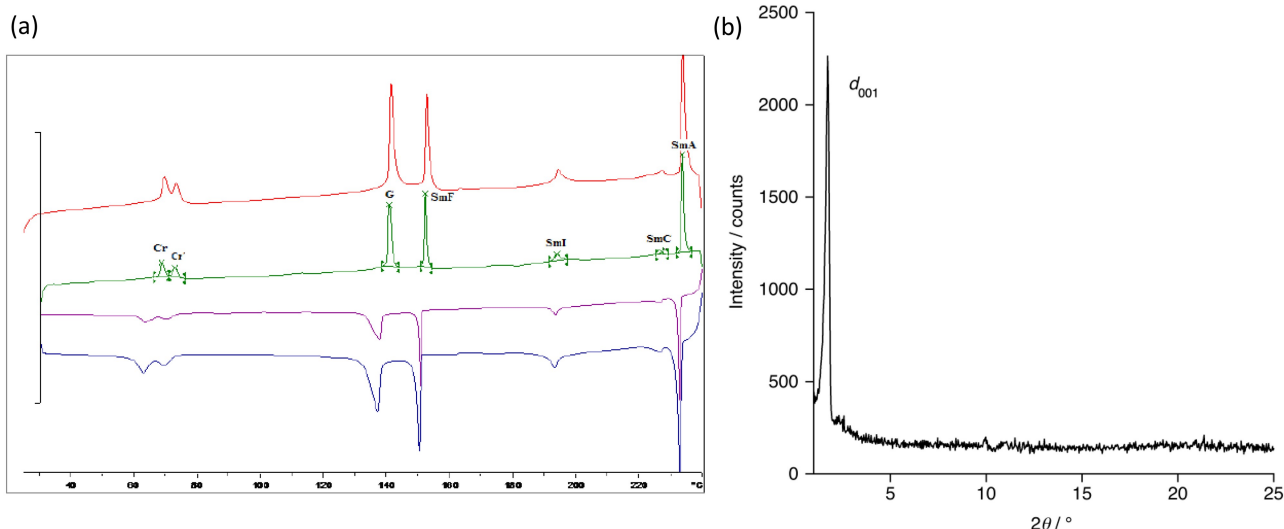 (a)
SmA
G
SmF
Cr
Cr'
SmI
SmC
40 60 80 100 120 140 160 180 200 220 °C
(b)
2500
2000
1500
1000
500
0
Intensity / counts
d001
5 10 15 20 25
2θ / °